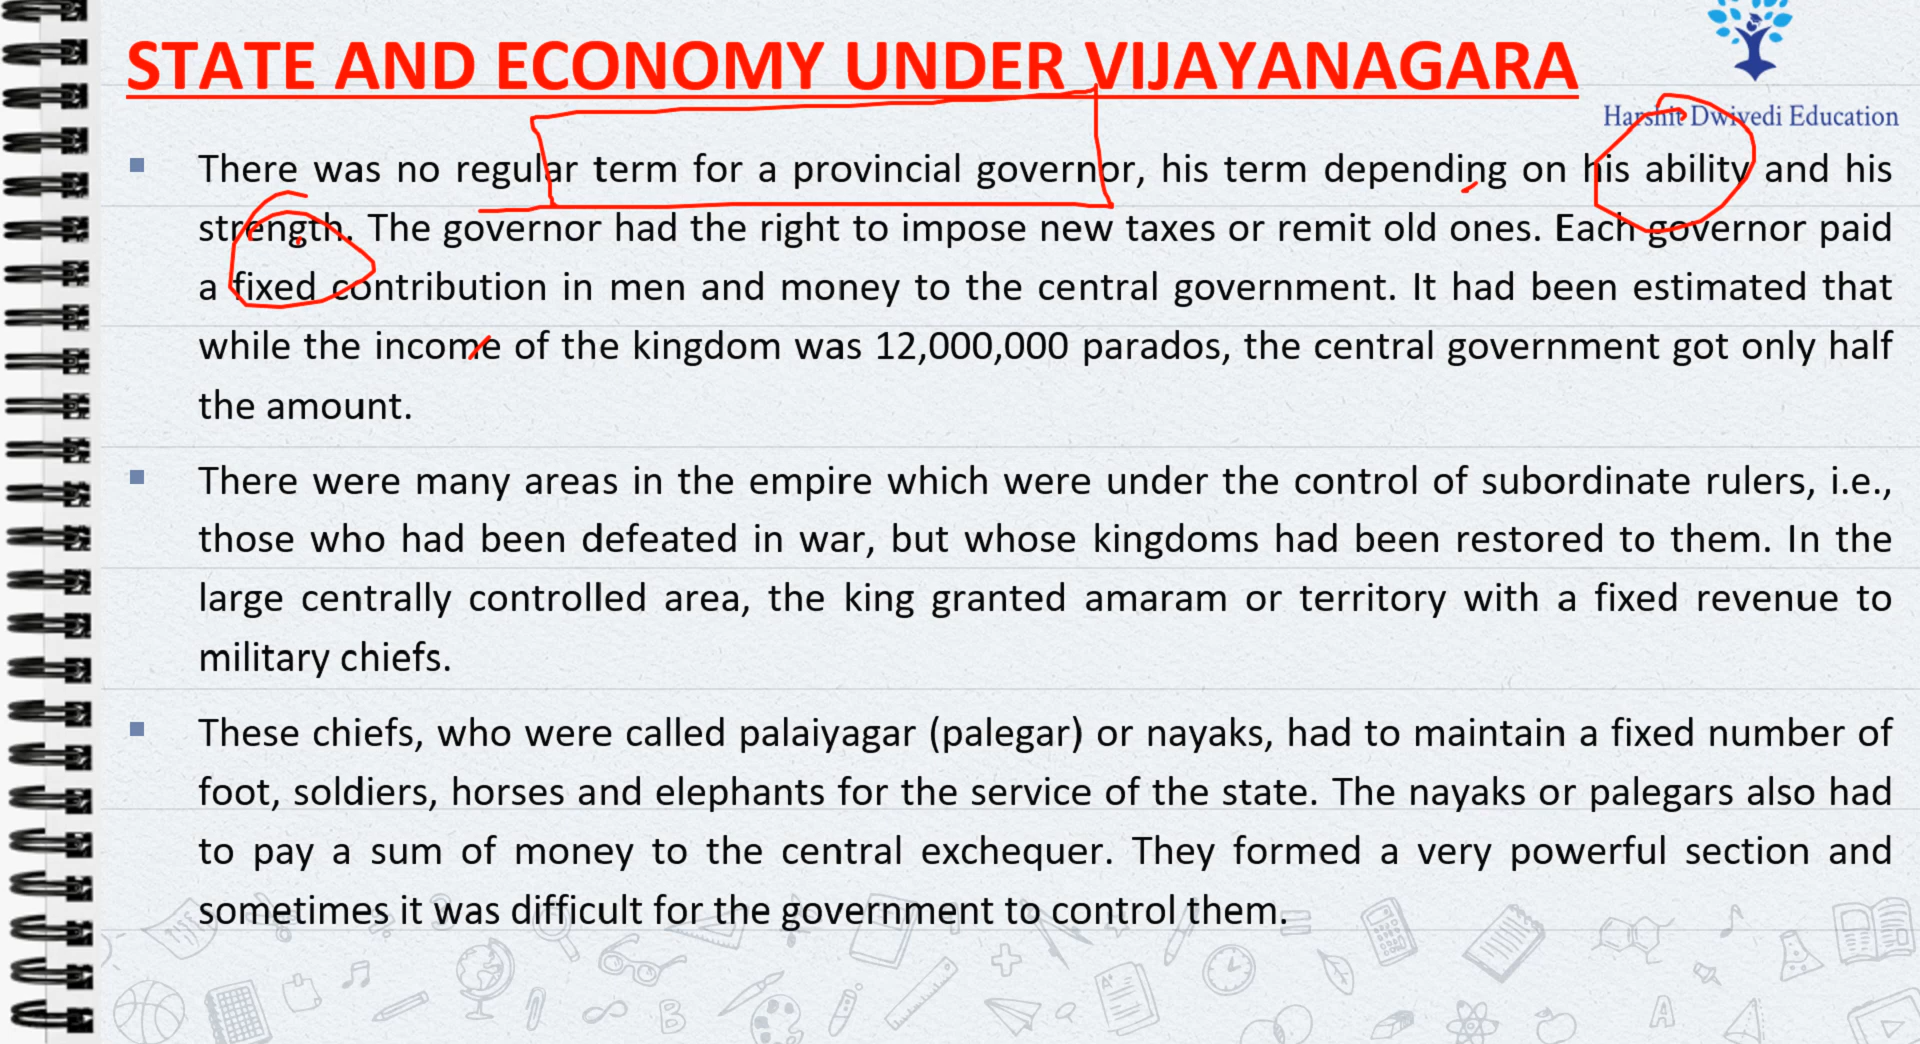 STATE AND ECONOMY UNDER VIJAYANAGARA
Harshit Dwivedi Education
There was no regular term for a provincial governor, his term depending on his ability and his
strength. The governor had the right to impose new taxes or remit old ones. Each governor paid
a fixed contribution in men and money to the central government. It had been estimated that
while the income of the kingdom was 12,000,000 parados, the central government got only half
the amount.
There were many areas in the empire which were under the control of subordinate rulers, i.e.,
those who had been defeated in war, but whose kingdoms had been restored to them. In the
large centrally controlled area, the king granted amaram or territory with a fixed revenue to
military chiefs.
These chiefs, who were called palaiyagar (palegar) or nayaks, had to maintain a fixed number of
foot, soldiers, horses and elephants for the service of the state. The nayaks or palegars also had
to pay a sum of money to the central exchequer. They formed a very powerful section and
sometimes it was difficult for the government to control them.